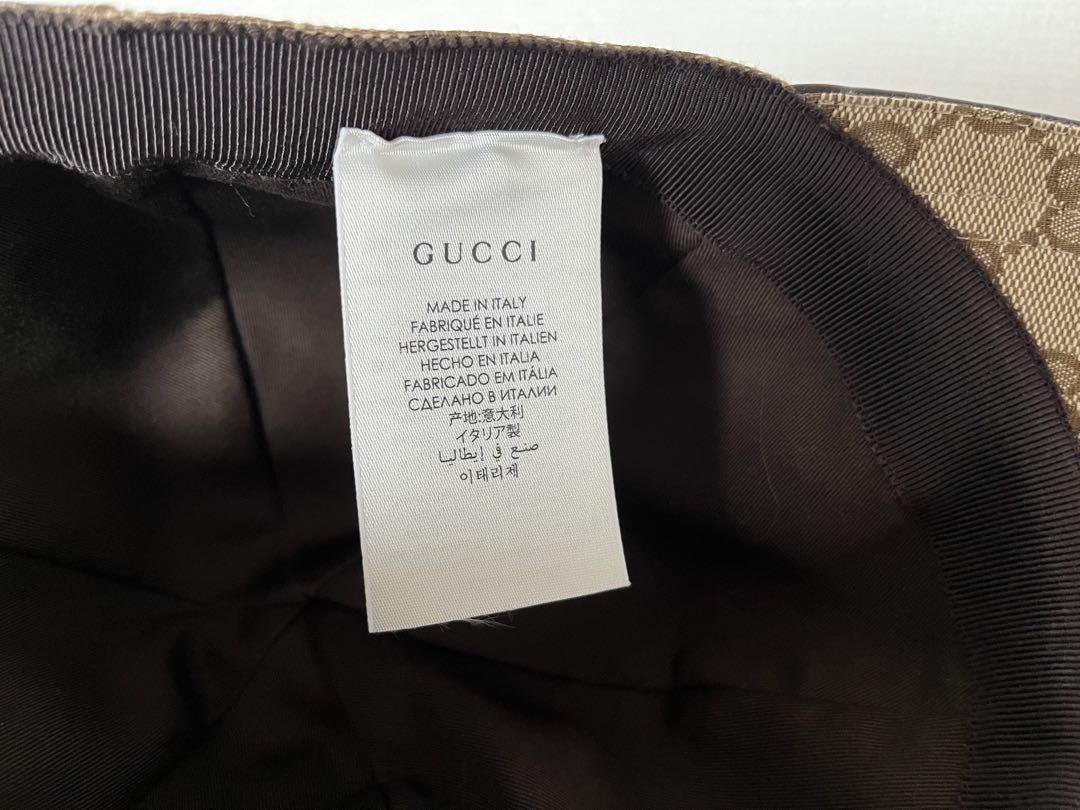 GUCCI
MADE IN ITALY
FABRIQUÉ EN ITALIE
HERGESTELLT IN ITALIEN
HECHO EN ITALIA
FABRICADO EM ITÁLIA
СДЕЛАНО В ИТАЛИИ
产地:意大利
イタリア製
صنع في إيطاليا
이태리제